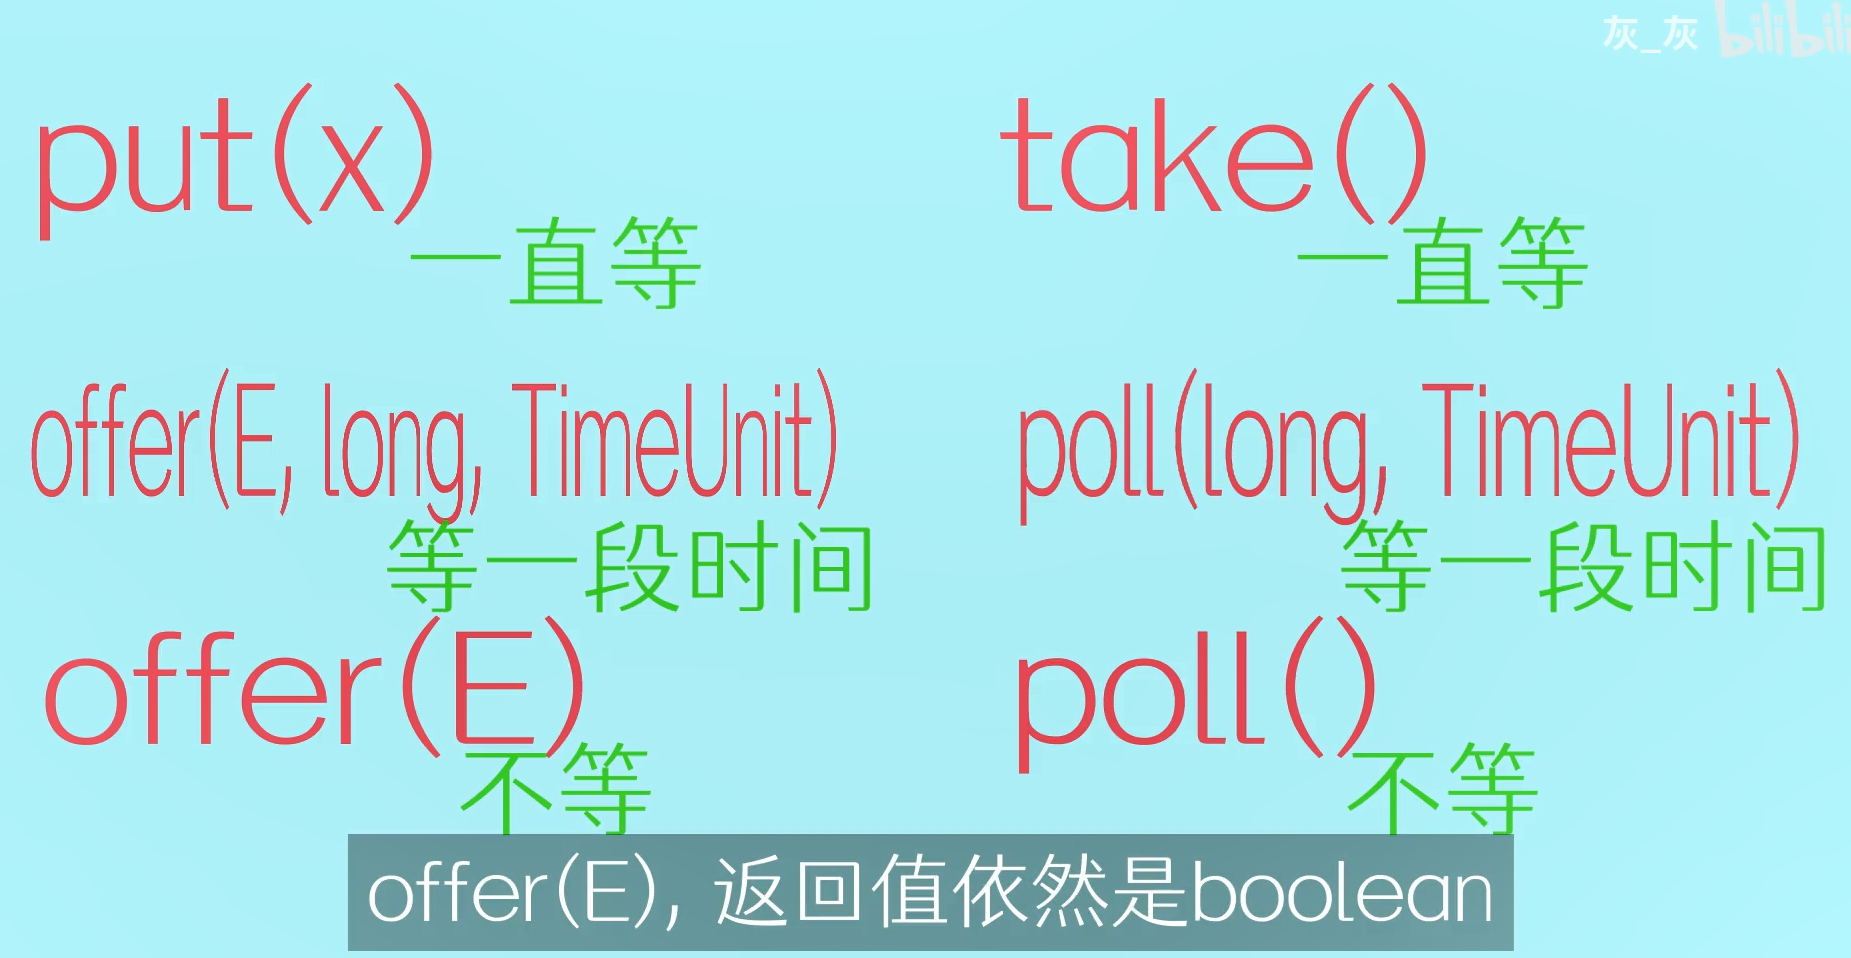 灰_灰 bilibili
put(x)
take()
一直等
一直等
offer(E, long, TimeUnit)
poll(long, TimeUnit)
等一段时间
等一段时间
offer(E)
poll()
不等
不等
offer(E), 返回值依然是boolean